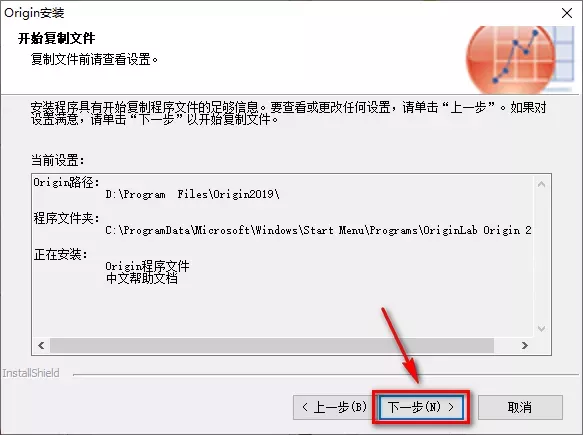 Origin安装
开始复制文件
复制文件前请查看设置。
安装程序具有开始复制程序文件的足够信息。要查看或更改任何设置，请单击“上一步”。如果对
设置满意，请单击“下一步”以开始复制文件。
当前设置：
Origin路径：
D:\Program  Files\Origin2019\
程序文件夹：
C:\ProgramData\Microsoft\Windows\Start Menu\Programs\OriginLab Origin 2
正在安装：
Origin程序文件
中文帮助文档
InstallShield
< 上一步(B)
下一步(N) >
取消